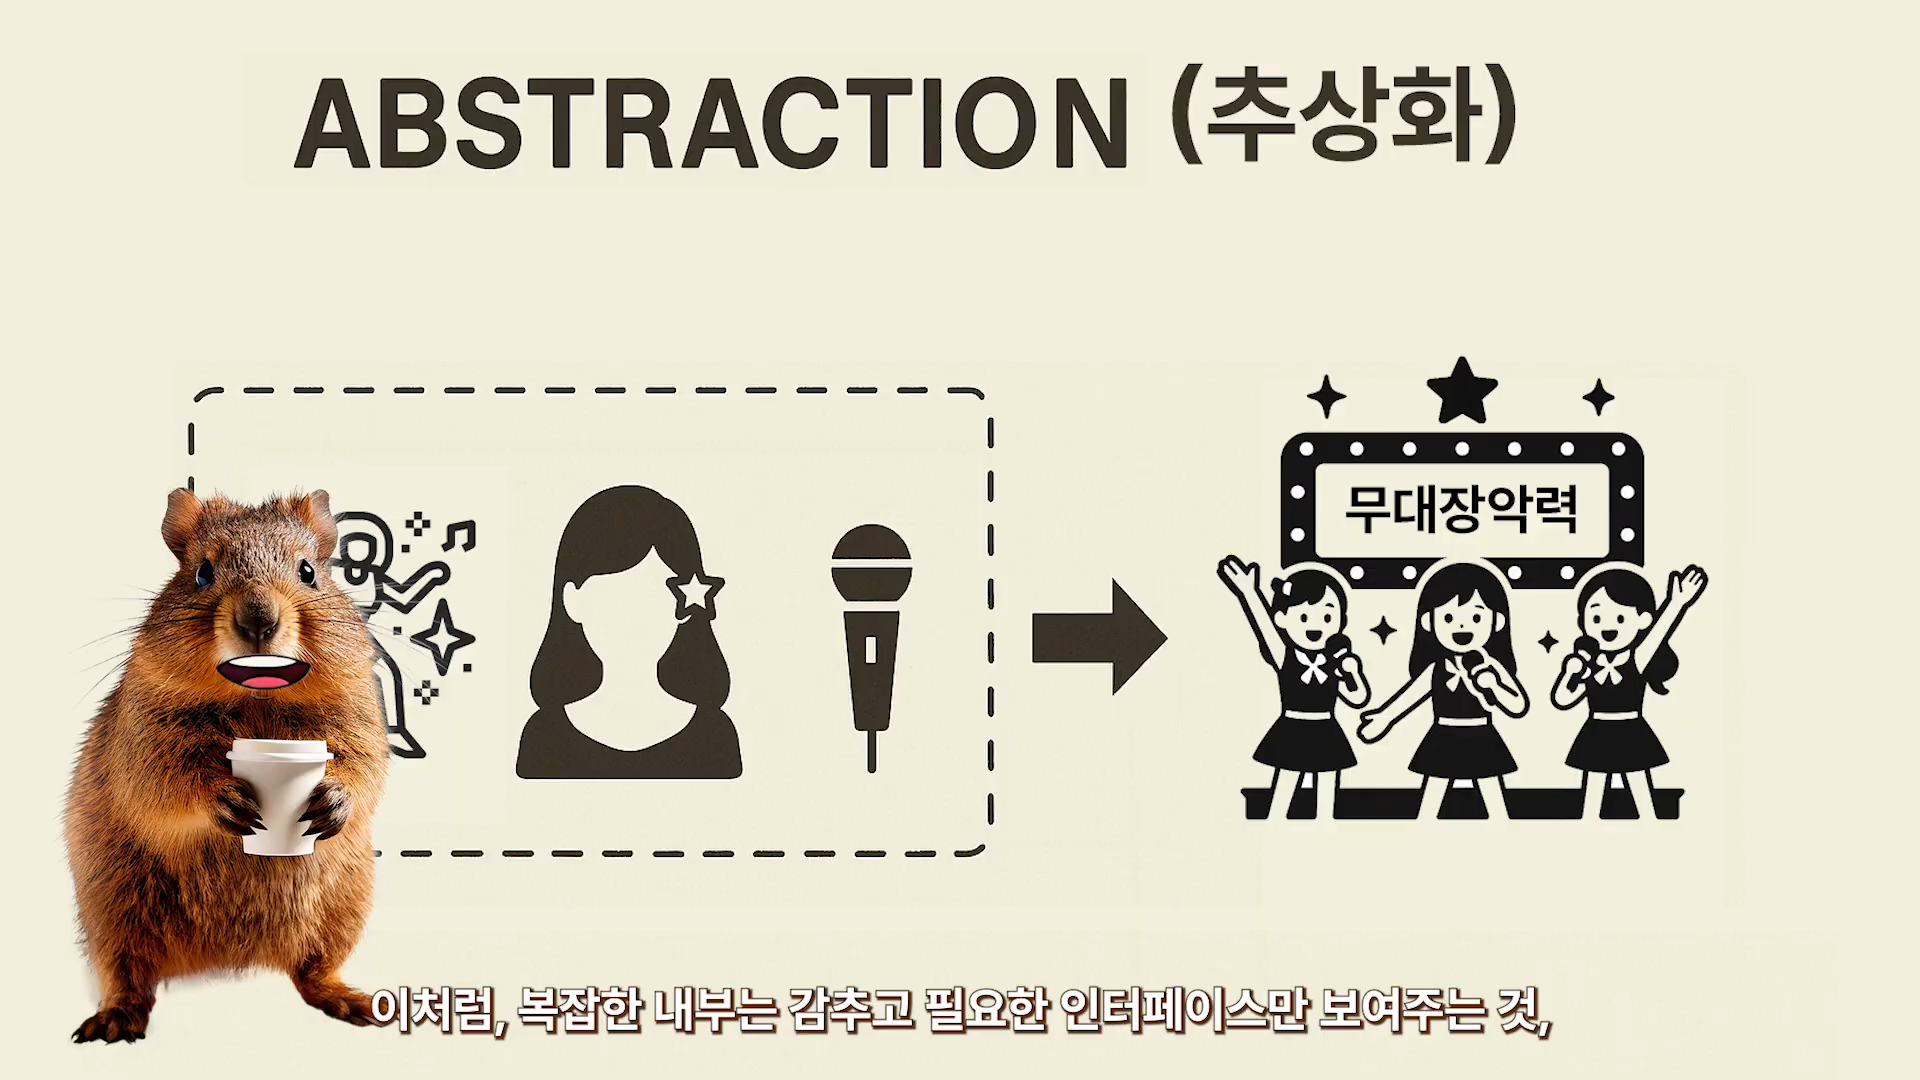 ABSTRACTION (추상화)
무대장악력
이처럼, 복잡한 내부는 감추고 필요한 인터페이스만 보여주는 것,